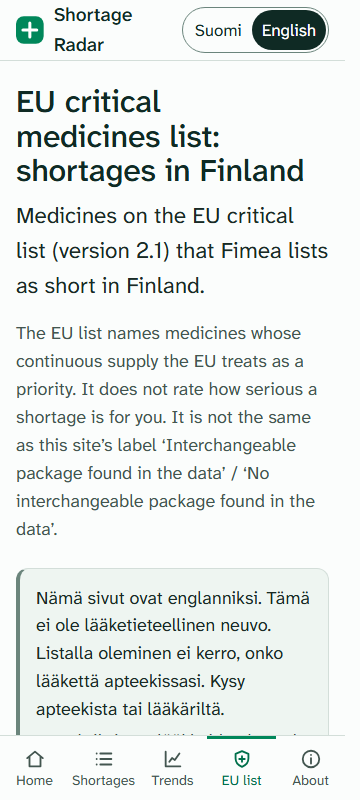 Shortage
Radar
Suomi
English
EU critical
medicines list:
shortages in Finland
Medicines on the EU critical
list (version 2.1) that Fimea lists
as short in Finland.
The EU list names medicines whose
continuous supply the EU treats as a
priority. It does not rate how serious a
shortage is for you. It is not the same
as this site’s label ‘Interchangeable
package found in the data’ / ‘No
interchangeable package found in the
data’.
Nämä sivut ovat englanniksi. Tämä
ei ole lääketieteellinen neuvo.
Listalla oleminen ei kerro, onko
lääkettä apteekissasi. Kysy
apteekista tai lääkäriltä.
Home
Shortages
Trends
EU list
About